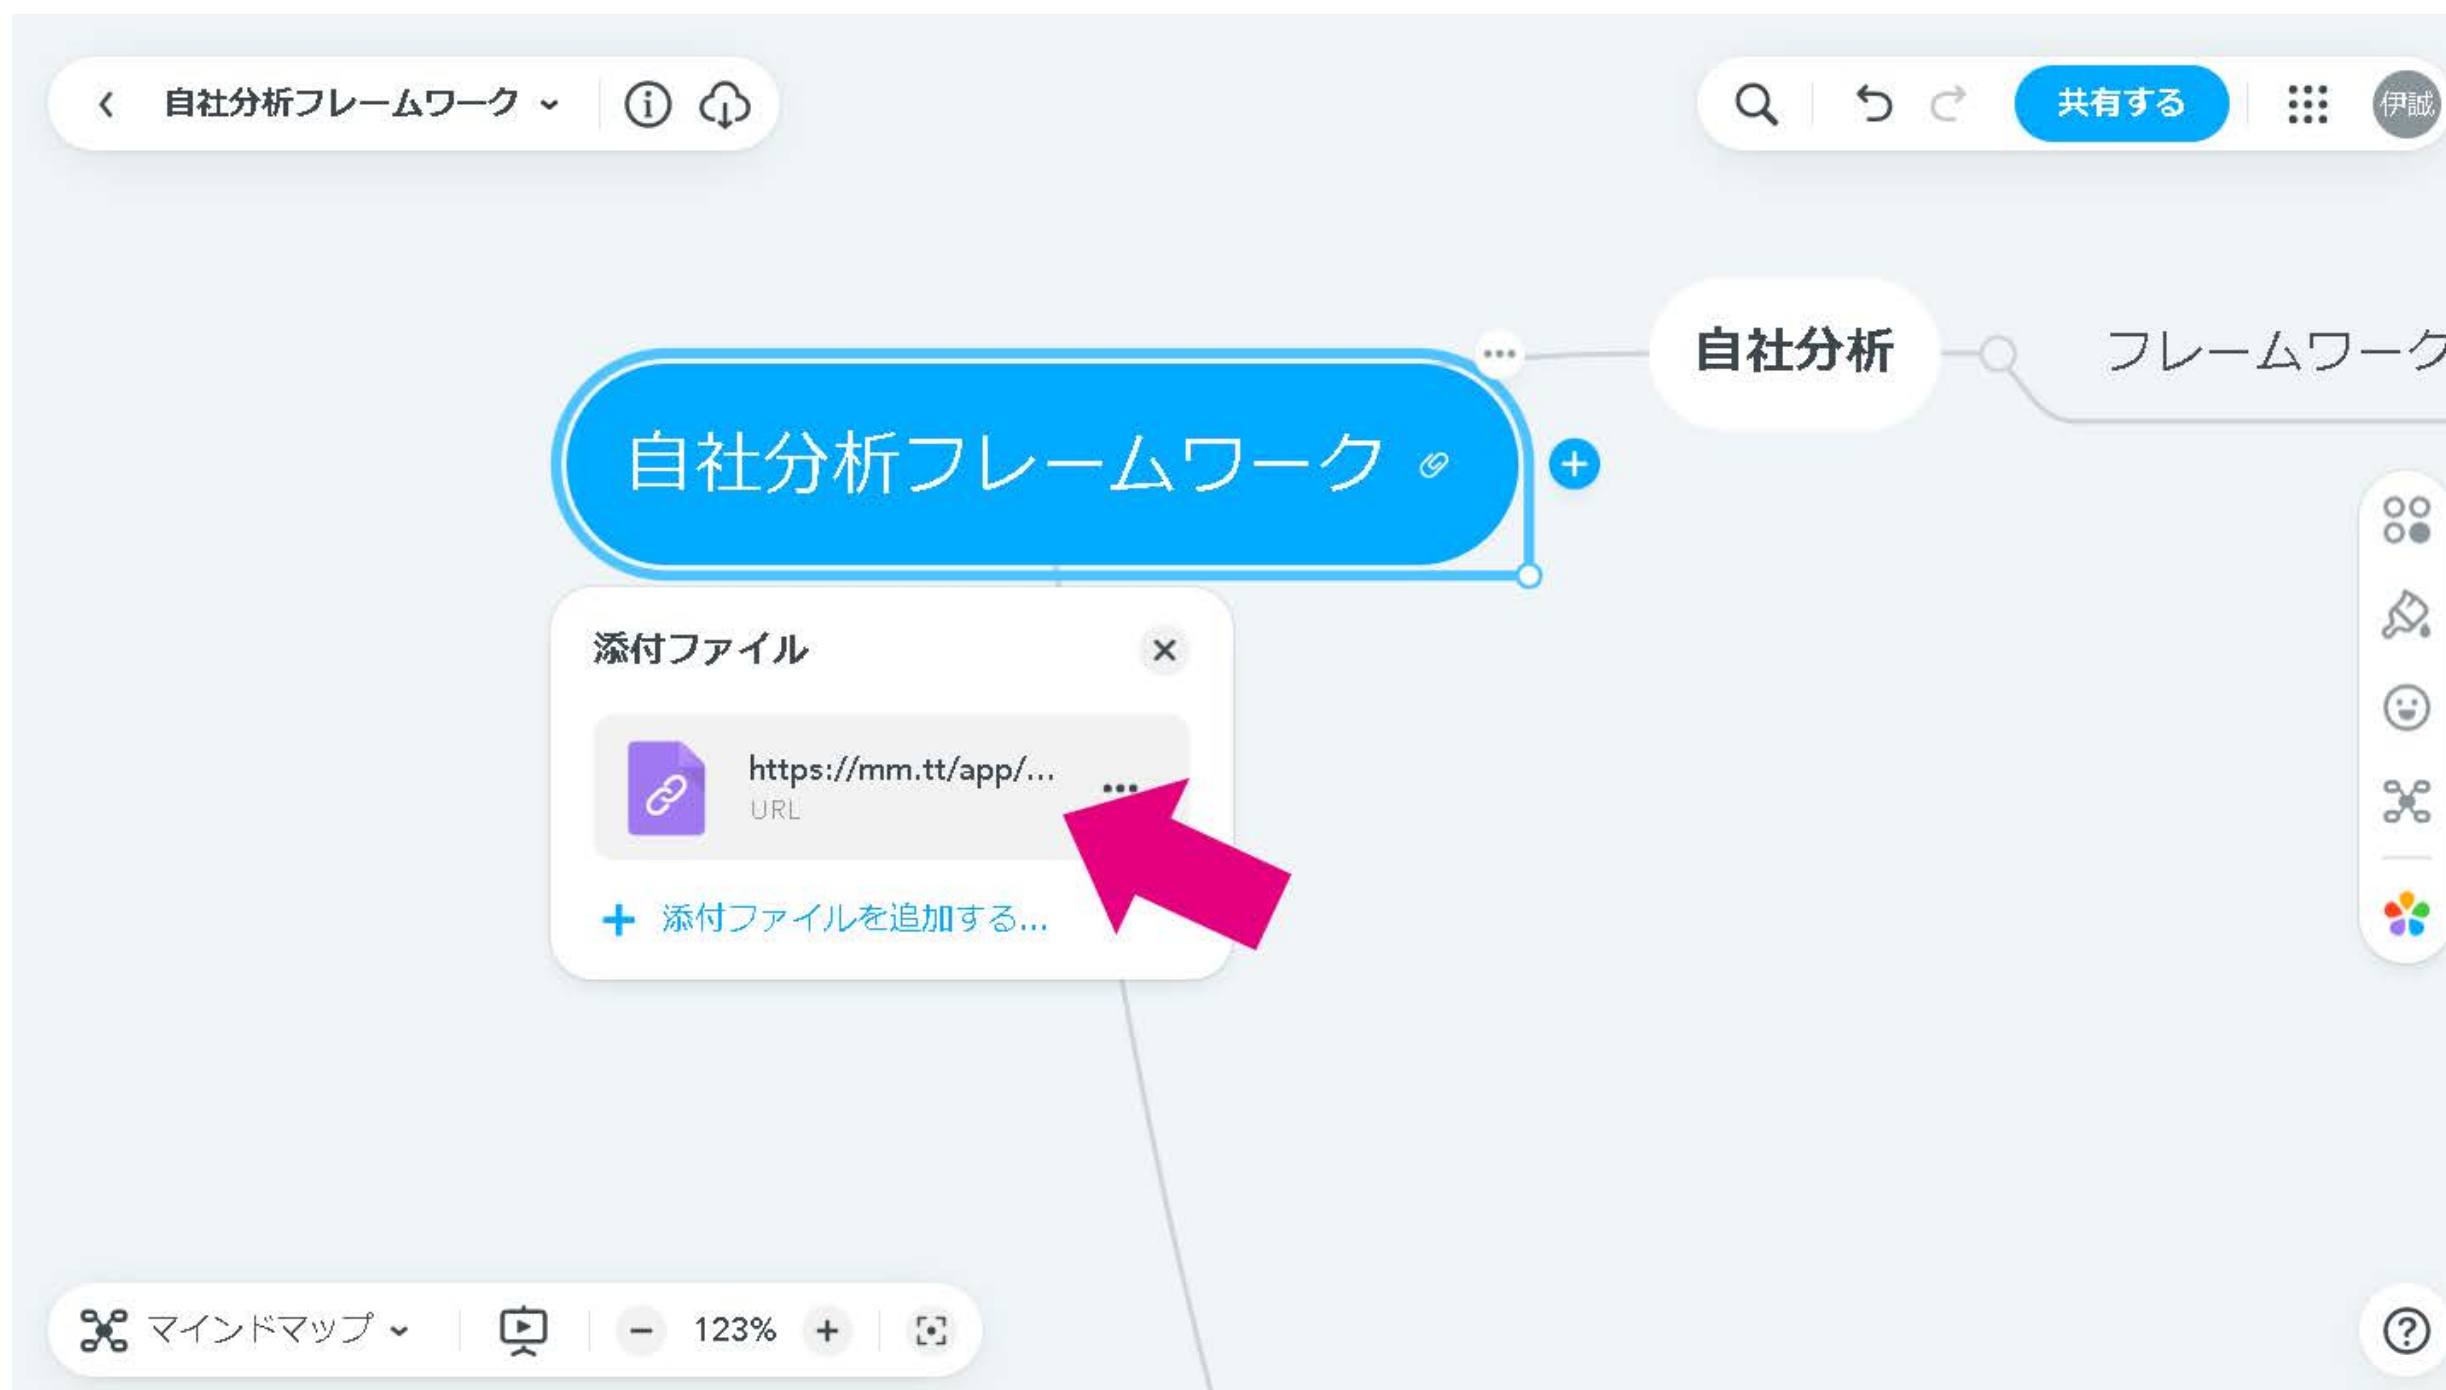 自社分析フレームワーク
共有する
伊誠
自社分析
フレームワーク
自社分析フレームワーク
添付ファイル
https://mm.tt/app/...
URL
添付ファイルを追加する...
マインドマップ
123%